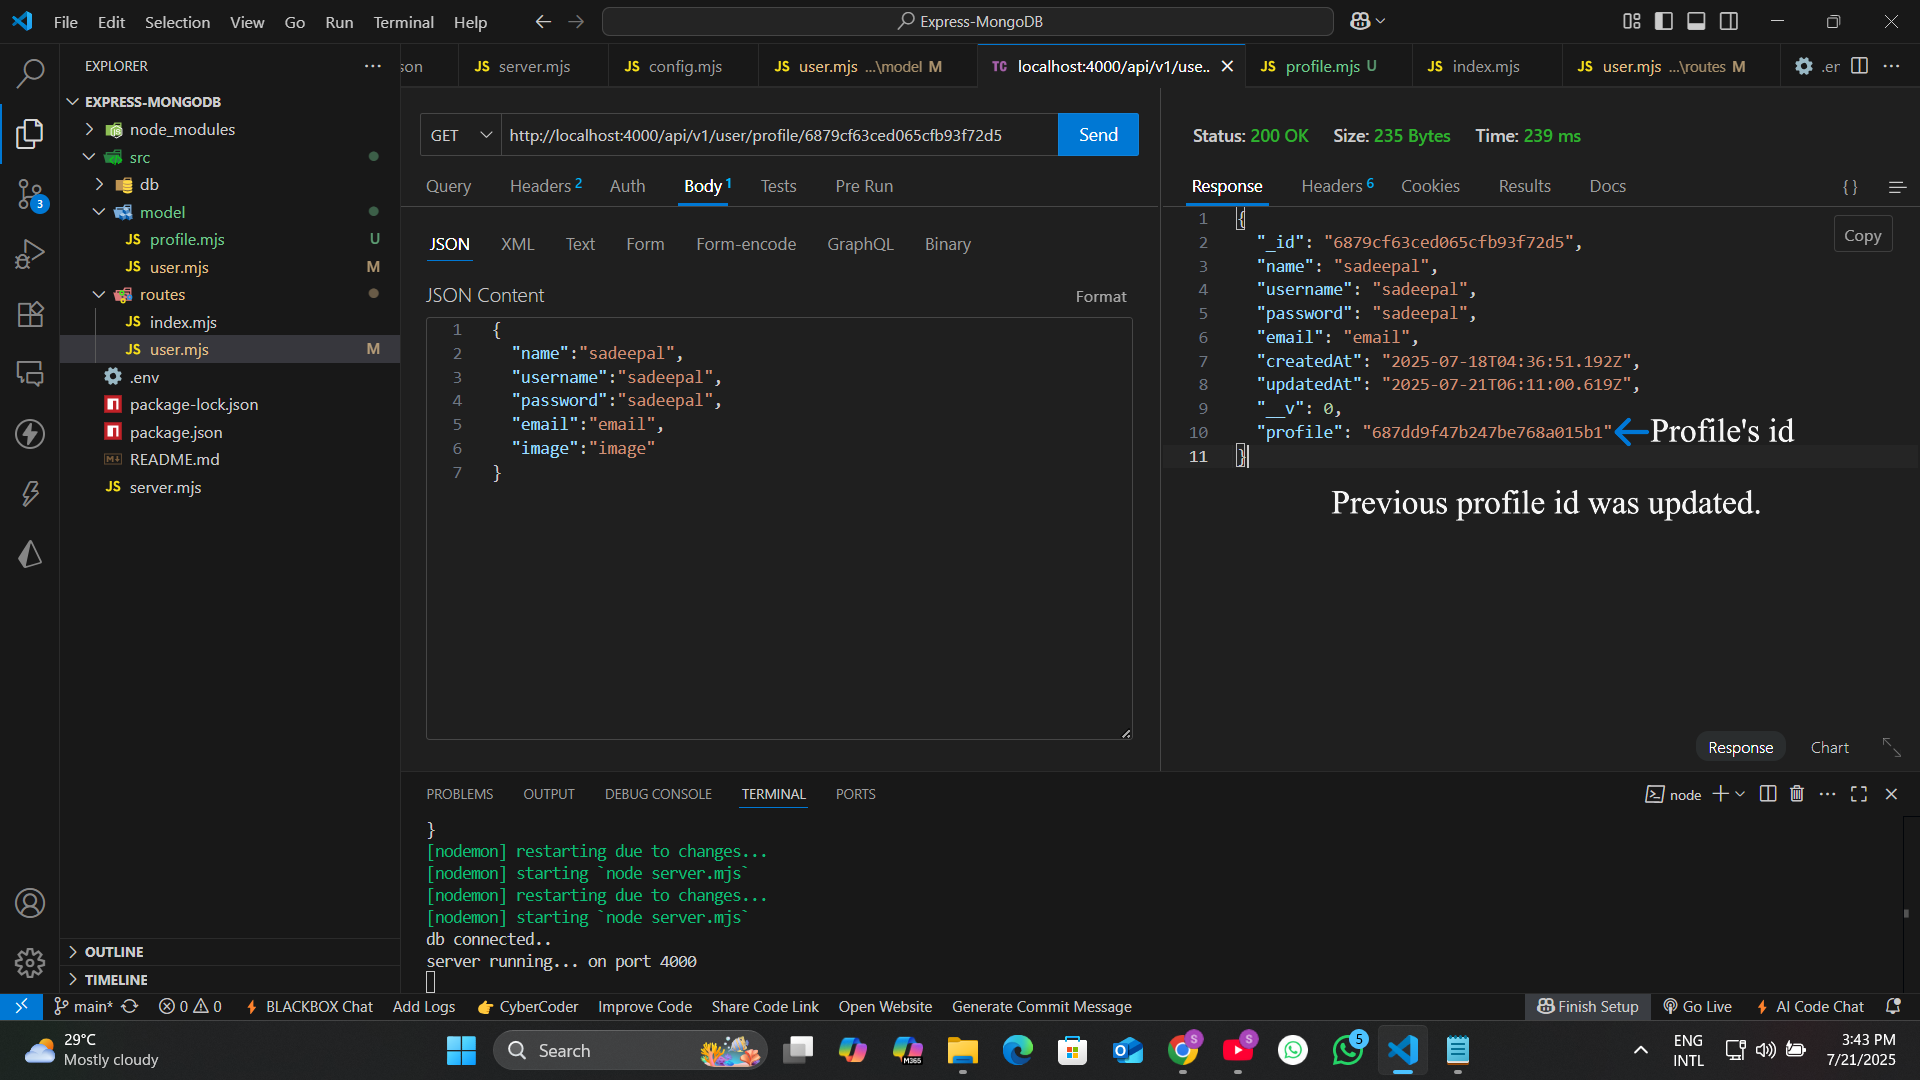 File Edit Selection View Go Run Terminal Help
Express-MongoDB
EXPLORER
EXPRESS-MONGODB
node_modules
src
db
model
profile.mjs U
user.mjs M
routes
index.mjs
user.mjs M
.env
package-lock.json
package.json
README.md
server.mjs
OUTLINE
TIMELINE
3
son
JS server.mjs
JS config.mjs
JS user.mjs ...\model M
TC localhost:4000/api/v1/use..
JS profile.mjs U
JS index.mjs
JS user.mjs ...\routes M
.er
GET http://localhost:4000/api/v1/user/profile/6879cf63ced065cfb93f72d5 Send
Query Headers 2 Auth Body 1 Tests Pre Run
JSON XML Text Form Form-encode GraphQL Binary
JSON Content Format
1 {
2 "name":"sadeepal",
3 "username":"sadeepal",
4 "password":"sadeepal",
5 "email":"email",
6 "image":"image"
7 }
Status: 200 OK Size: 235 Bytes Time: 239 ms
Response Headers 6 Cookies Results Docs {}
Copy
1 {
2 "_id": "6879cf63ced065cfb93f72d5",
3 "name": "sadeepal",
4 "username": "sadeepal",
5 "password": "sadeepal",
6 "email": "email",
7 "createdAt": "2025-07-18T04:36:51.192Z",
8 "updatedAt": "2025-07-21T06:11:00.619Z",
9 "__v": 0,
10 "profile": "687dd9f47b247be768a015b1" Profile's id
11 }
Previous profile id was updated.
Response Chart
PROBLEMS OUTPUT DEBUG CONSOLE TERMINAL PORTS
node
}
[nodemon] restarting due to changes...
[nodemon] starting `node server.mjs`
[nodemon] restarting due to changes...
[nodemon] starting `node server.mjs`
db connected..
server running... on port 4000
main* 0 0 BLACKBOX Chat Add Logs CyberCoder Improve Code Share Code Link Open Website Generate Commit Message Finish Setup Go Live AI Code Chat
29°C
Mostly cloudy
Search
M365
S
S
5
ENG
INTL
3:43 PM
7/21/2025